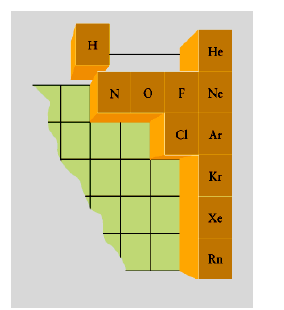 H He
N O F Ne
Cl Ar
Kr
Xe
Rn